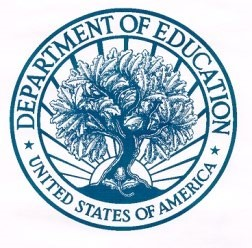 DEPARTMENT OF EDUCATION
★ UNITED STATES OF AMERICA ★